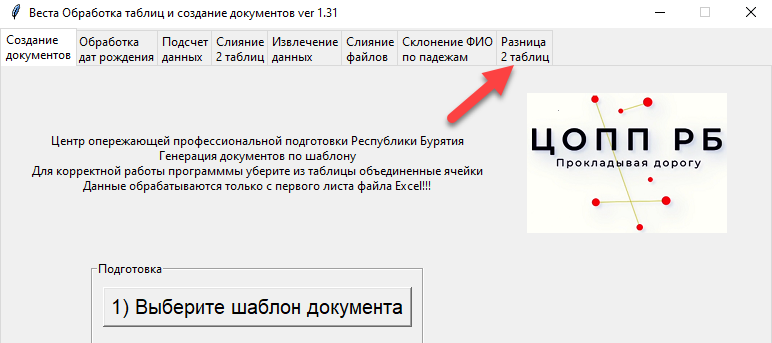 Веста Обработка таблиц и создание документов ver 1.31
Создание
документов
Обработка
дат рождения
Подсчет
данных
Слияние
2 таблиц
Извлечение
данных
Слияние
файлов
Склонение ФИО
по падежам
Разница
2 таблиц
Центр опережающей профессиональной подготовки Республики Бурятия
Генерация документов по шаблону
Для корректной работы программмы уберите из таблицы объединенные ячейки
Данные обрабатываются только с первого листа файла Excel!!!
ЦОПП РБ
Прокладывая дорогу
Подготовка
1) Выберите шаблон документа